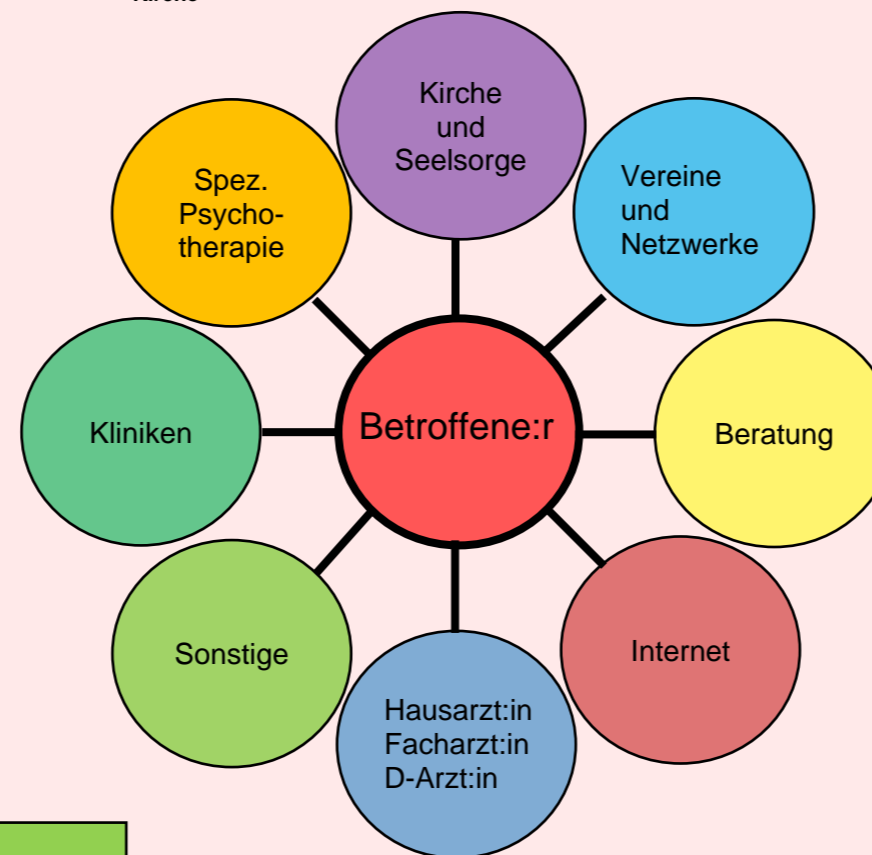 Kirche
und
Seelsorge
Spez.
Psycho-
therapie
Vereine
und
Netzwerke
Kliniken
Betroffene:r
Beratung
Sonstige
Internet
Hausarzt:in
Facharzt:in
D-Arzt:in